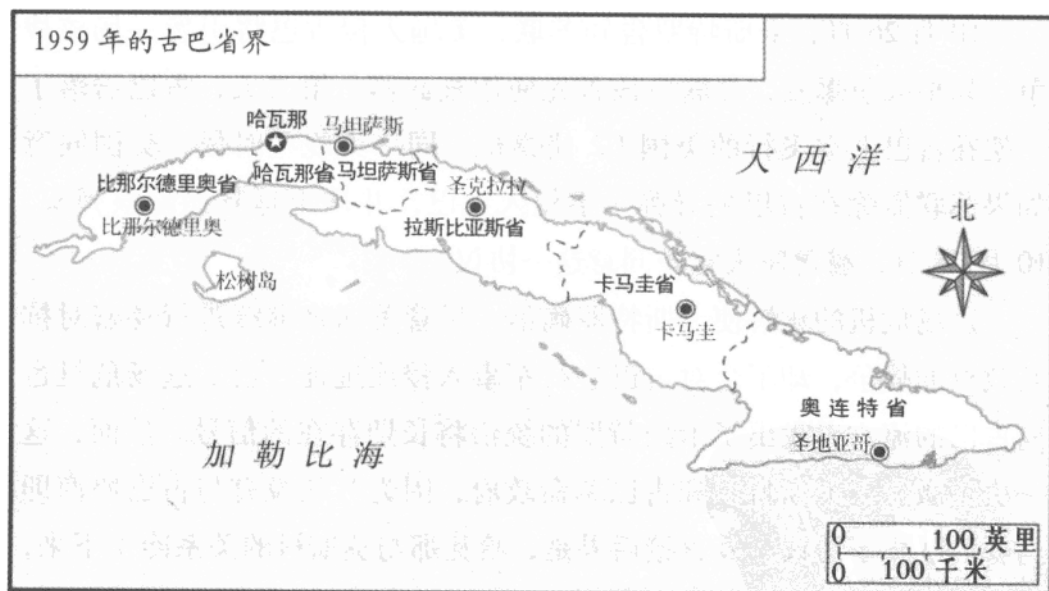 1959 年的古巴省界
哈瓦那
马坦萨斯
大西洋
哈瓦那省
马坦萨斯省
比那尔德里奥省
圣克拉拉
比那尔德里奥
拉斯比亚斯省
北
松树岛
卡马圭省
卡马圭
奥连特省
圣地亚哥
加勒比海
0 100 英里
0 100 千米